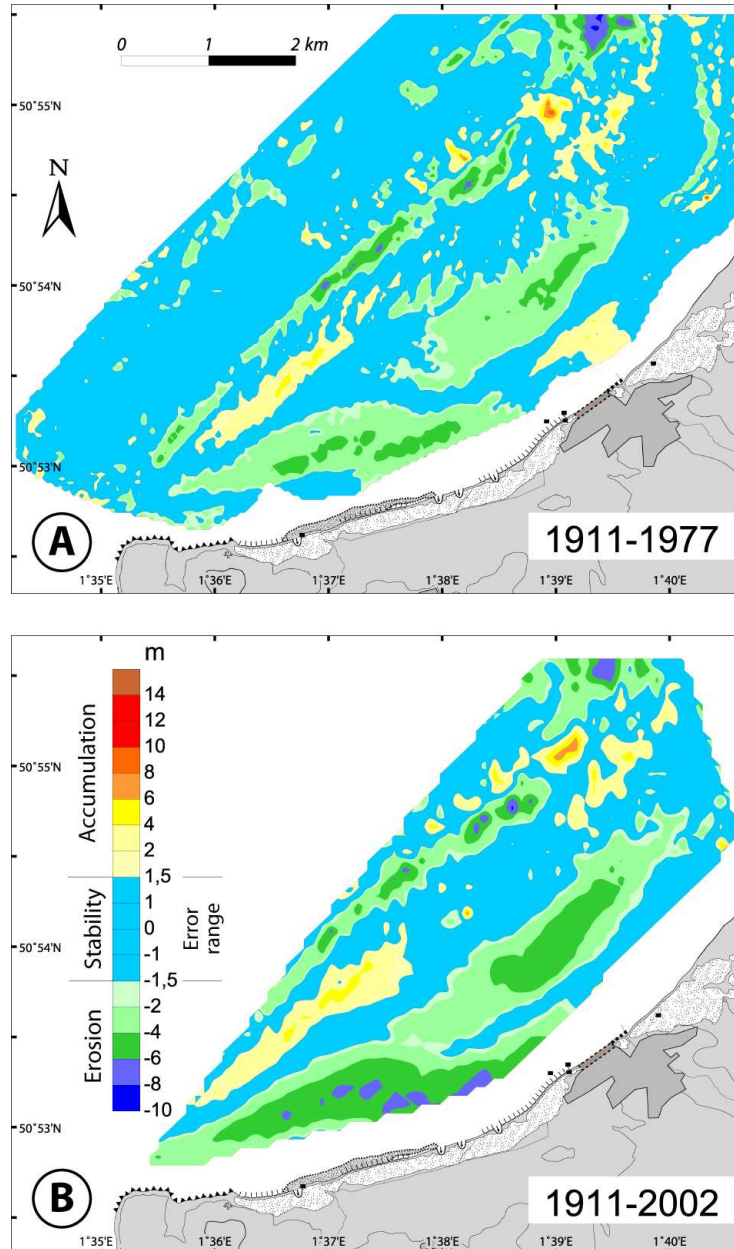 0 1 2 km
50°55'N
N
50°54'N
50°53'N
A
1911-1977
1°35'E 1°36'E 1°37'E 1°38'E 1°39'E 1°40'E
m
Accumulation
14
12
10
8
6
4
2
1,5
Stability
Error range
1
0
-1
-1,5
Erosion
-2
-4
-6
-8
-10
50°55'N
50°54'N
50°53'N
B
1911-2002
1°35'E 1°36'E 1°37'E 1°38'E 1°39'E 1°40'E